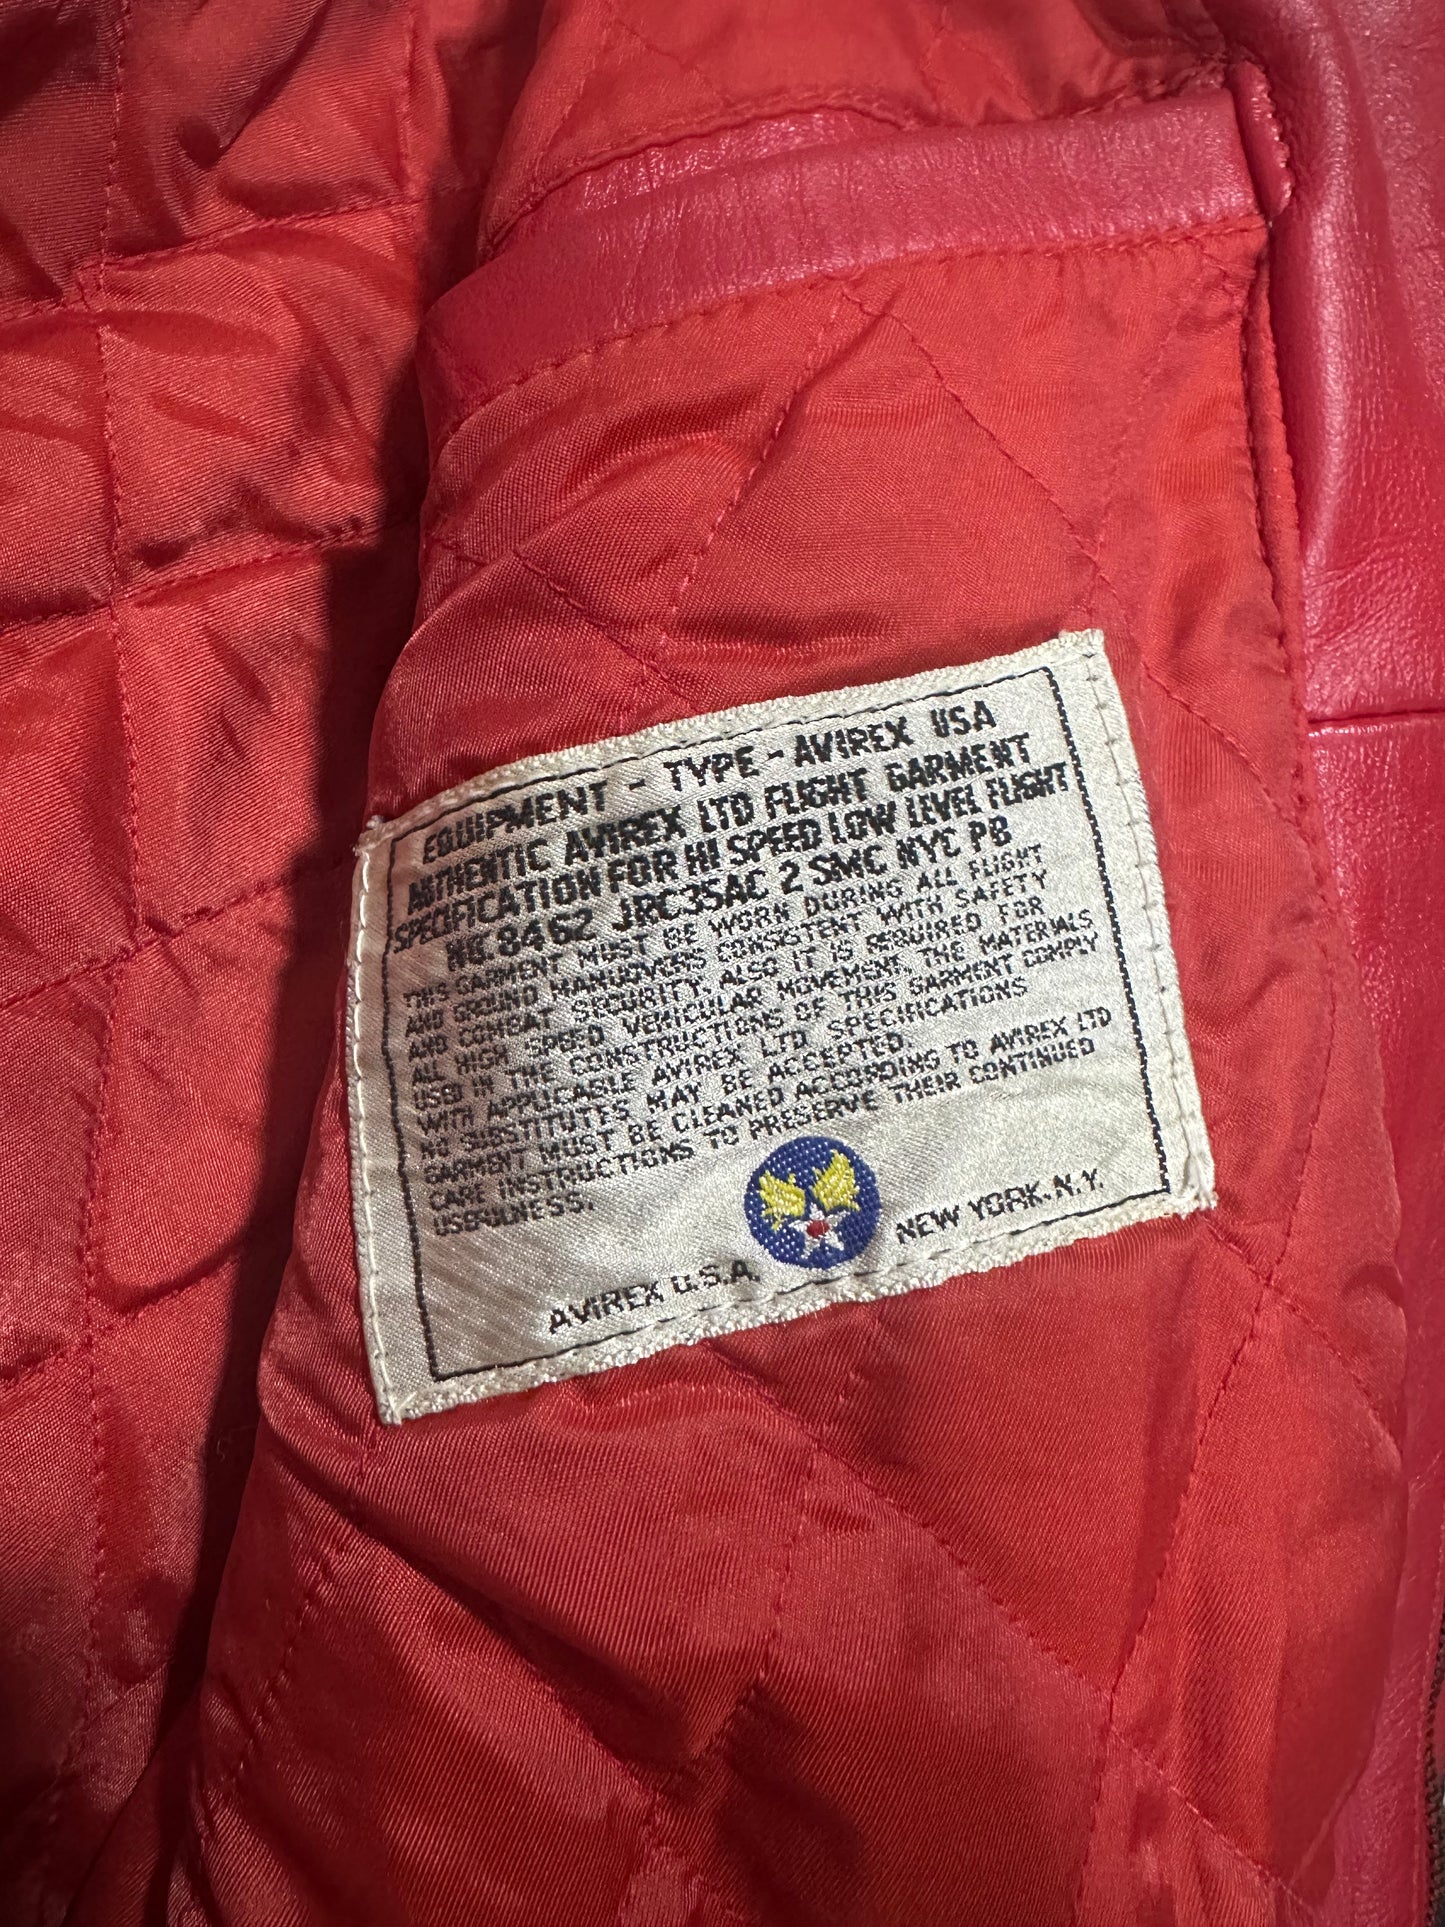 EQUIPMENT - TYPE - AVIREX USA
AUTHENTIC AVIREX LTD FLIGHT GARMENT
SPECIFICATION FOR HI SPEED LOW LEVEL FLIGHT
NC 8462 JRC3SAC 2 SMC NYC PB
THIS GARMENT MUST BE WORN DURING ALL FLIGHT
AND GROUND MANUOVERS CONSISTENT WITH SAFETY
AND COMBAT SECURITY. ALSO IT IS REQUIRED FOR
ALL HIGH SPEED VEHICULAR MOVEMENT. THE MATERIALS
USED IN THE CONSTRUCTIONS OF THIS GARMENT COMPLY
WITH APPLICABLE AVIREX LTD SPECIFICATIONS
NO SUBSTITUTES MAY BE ACCEPTED.
GARMENT MUST BE CLEANED ACCORDING TO AVIREX LTD
CARE INSTRUCTIONS TO PRESERVE THEIR CONTINUED
AVIREX U.S.A. NEW YORK. N.Y.